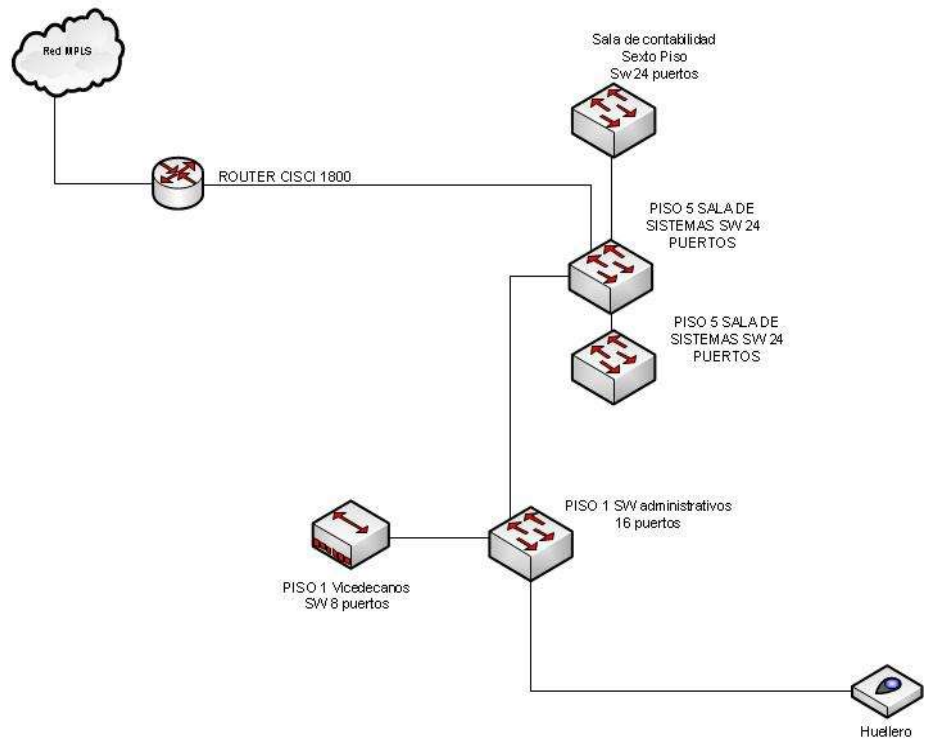 Red MPLS
Sala de contabilidad
Sexto Piso
Sw 24 puertos
ROUTER CISCI 1800
PISO 5 SALA DE
SISTEMAS SW 24
PUERTOS
PISO 5 SALA DE
SISTEMAS SW 24
PUERTOS
PISO 1 SW administrativos
16 puertos
PISO 1 Vicedecanos
SW 8 puertos
Huellero